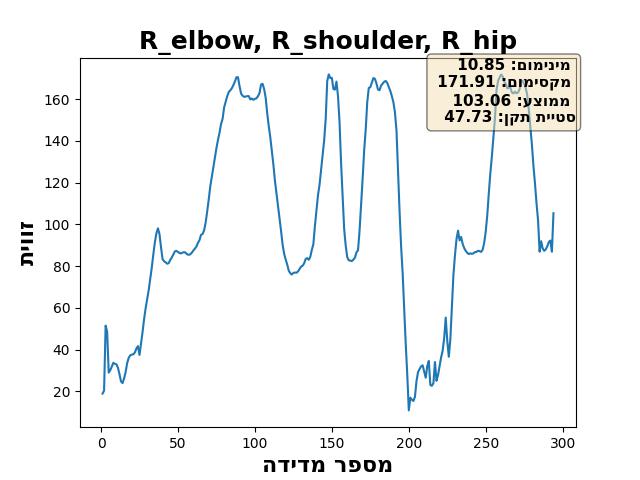 R_elbow, R_shoulder, R_hip
מינימום: 10.85
מקסימום: 171.91
ממוצע: 103.06
סטיית תקן: 47.73
זווית
160
140
120
100
80
60
40
20
0 50 100 150 200 250 300
מספר מדידה